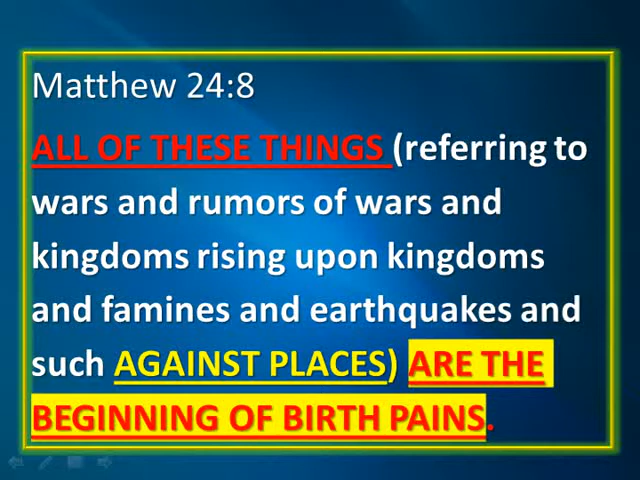 Matthew 24:8
ALL OF THESE THINGS (referring to
wars and rumors of wars and
kingdoms rising upon kingdoms
and famines and earthquakes and
such AGAINST PLACES) ARE THE
BEGINNING OF BIRTH PAINS.